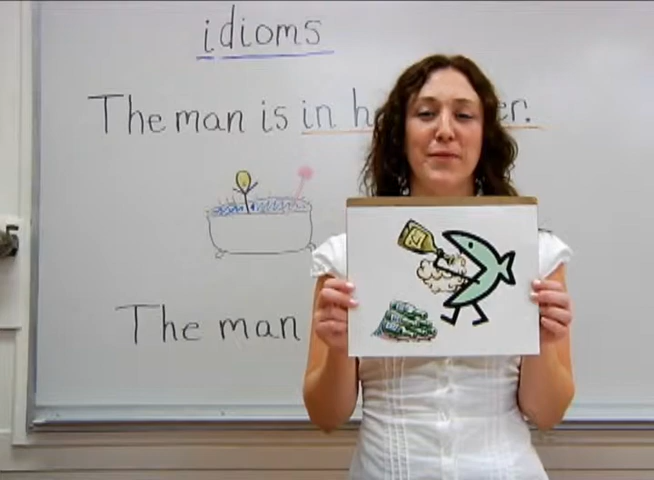 idioms
The man is in h er.
The man